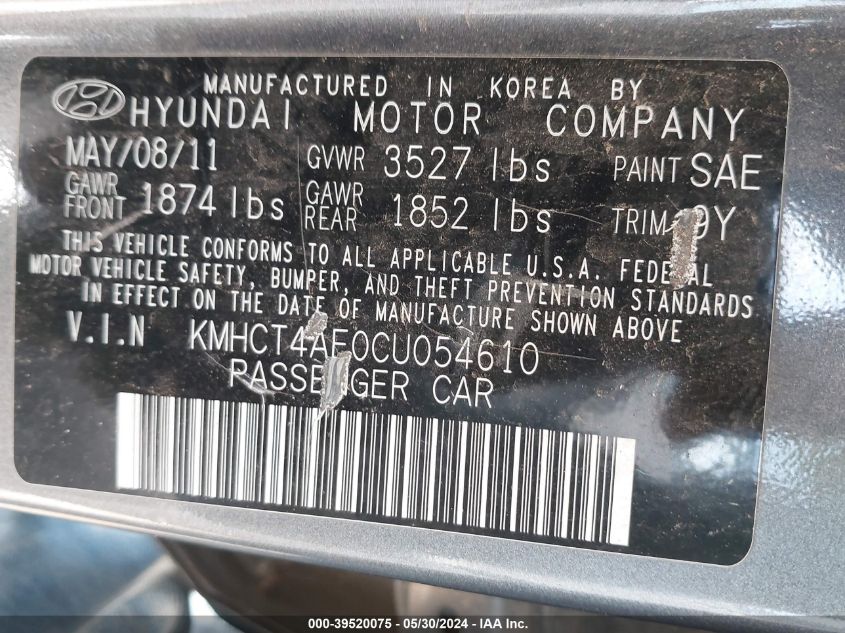 MANUFACTURED IN KOREA BY
HYUNDAI MOTOR COMPANY
MAY/08/11 GVWR 3527 lbs PAINT SAE
GAWR FRONT 1874 lbs GAWR REAR 1852 lbs TRIM 9Y
THIS VEHICLE CONFORMS TO ALL APPLICABLE U.S.A. FEDERAL
MOTOR VEHICLE SAFETY, BUMPER, AND THEFT PREVENTION STANDARDS
IN EFFECT ON THE DATE OF MANUFACTURE SHOWN ABOVE
V.I.N KMHCT4AE0CU054610
PASSENGER CAR
000-39520075 - 05/30/2024 - IAA Inc.